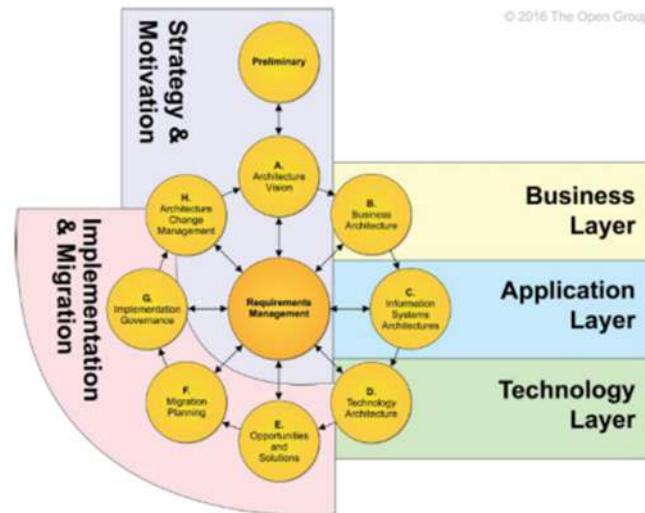 © 2016 The Open Group
Strategy &
Motivation
Preliminary
A.
Architecture
Vision
H.
Architecture
Change
Management
B.
Business
Architecture
Business
Layer
Implementation
& Migration
G.
Implementation
Governance
Requirements
Management
C.
Information
Systems
Architectures
Application
Layer
F.
Migration
Planning
D.
Technology
Architecture
Technology
Layer
E.
Opportunities
and
Solutions